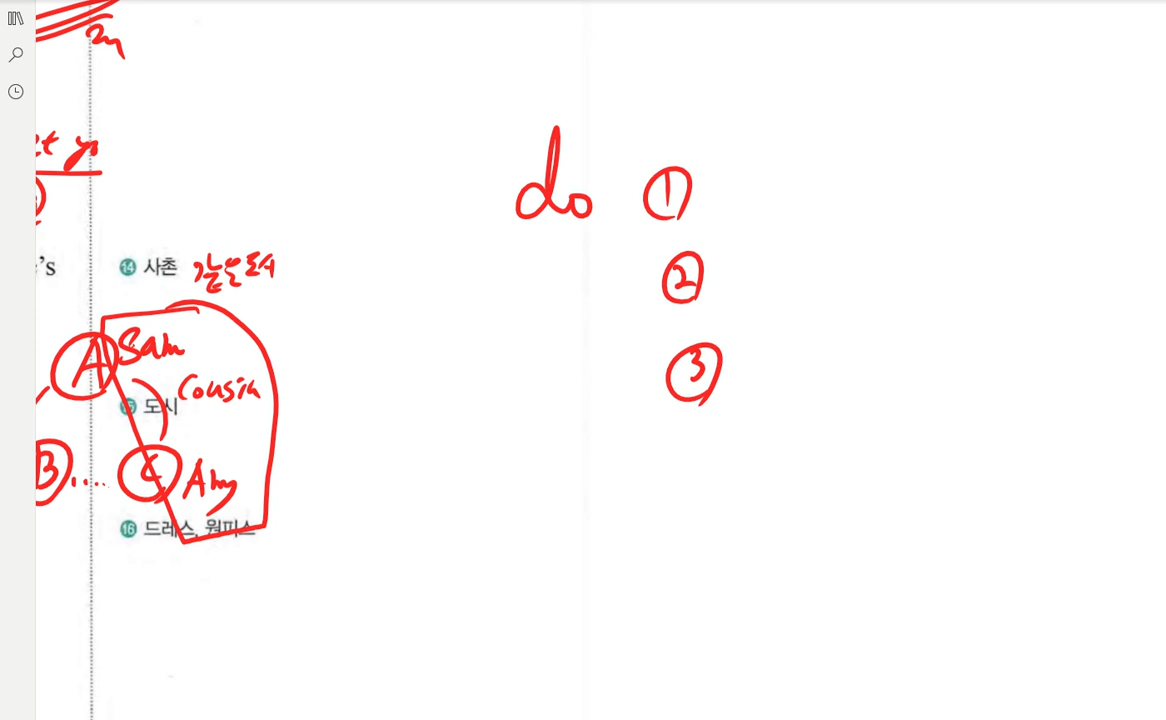 m
t ys
do ①
②
's
⑭ 사촌 같은도시
③
A Sam
Cousin
⑮ 도시
B .... C Amy
⑯ 드레스, 원피스